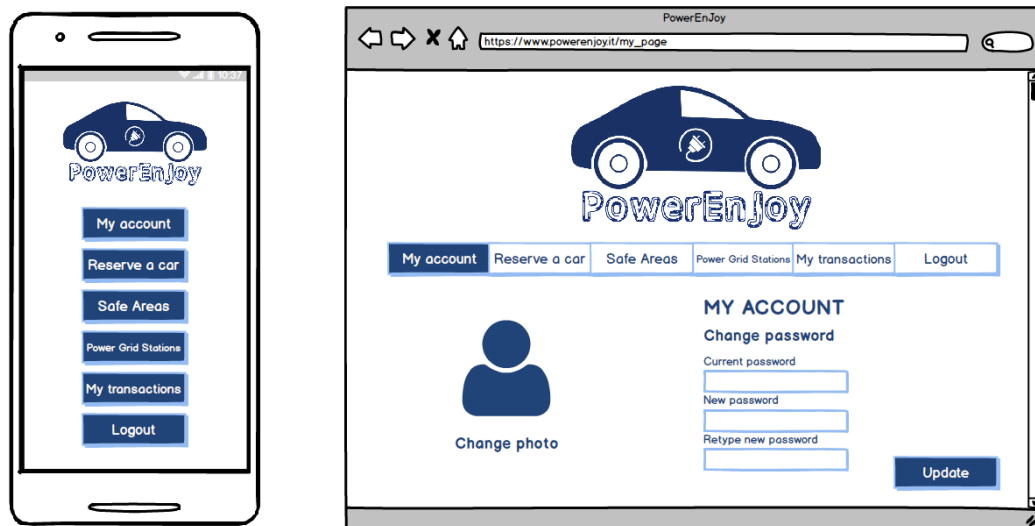 10:37
PowerEnJoy
My account
Reserve a car
Safe Areas
Power Grid Stations
My transactions
Logout
PowerEnJoy
https://www.powerenjoy.it/my_page
PowerEnJoy
My account Reserve a car Safe Areas Power Grid Stations My transactions Logout
MY ACCOUNT
Change password
Current password
New password
Retype new password
Change photo
Update